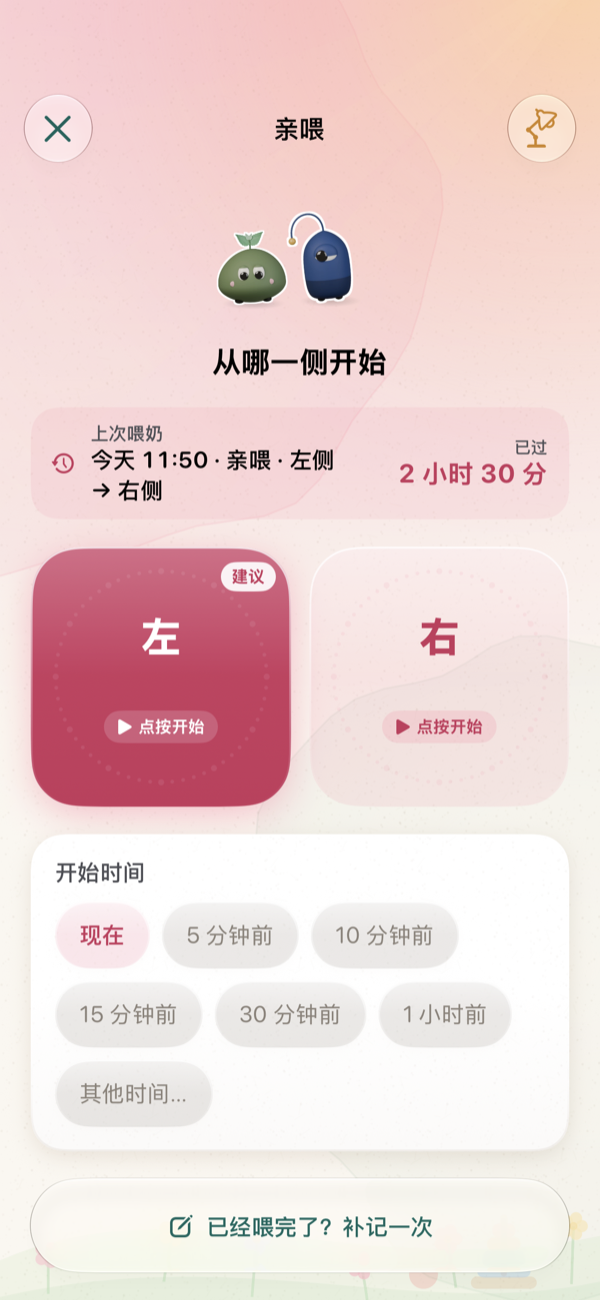 亲喂
从哪一侧开始
上次喂奶
今天 11:50 · 亲喂 · 左侧
→ 右侧
已过
2 小时 30 分
建议
左
点按开始
右
点按开始
开始时间
现在
5 分钟前
10 分钟前
15 分钟前
30 分钟前
1 小时前
其他时间...
已经喂完了？补记一次